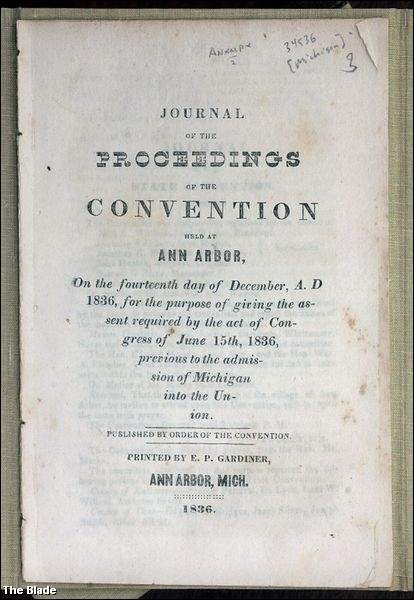 34536
[Michigan]
3
JOURNAL
OF THE
PROCEEDINGS
OF THE
CONVENTION
HELD AT
ANN ARBOR,
On the fourteenth day of December, A. D
1836, for the purpose of giving the as-
sent required by the act of Con-
gress of June 15th, 1836,
previous to the admis-
sion of Michigan
into the Un-
ion.
PUBLISHED BY ORDER OF THE CONVENTION.
PRINTED BY E. P. GARDINER,
ANN ARBOR, MICH.
1836.
The Blade